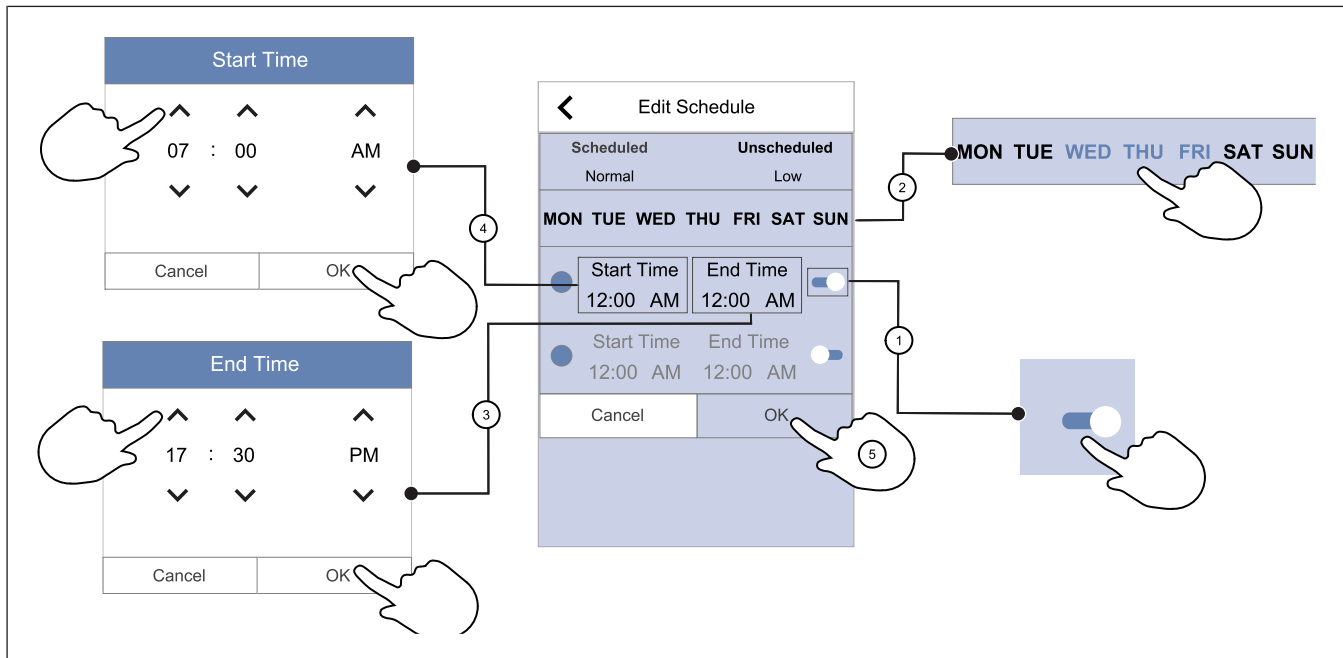 Start Time
07 : 00 AM
Cancel OK
End Time
17 : 30 PM
Cancel OK
Edit Schedule
Scheduled Unscheduled
Normal Low
MON TUE WED THU FRI SAT SUN
Start Time End Time
12:00 AM 12:00 AM
Start Time End Time
12:00 AM 12:00 AM
Cancel OK
4
3
5
2
1
MON TUE WED THU FRI SAT SUN